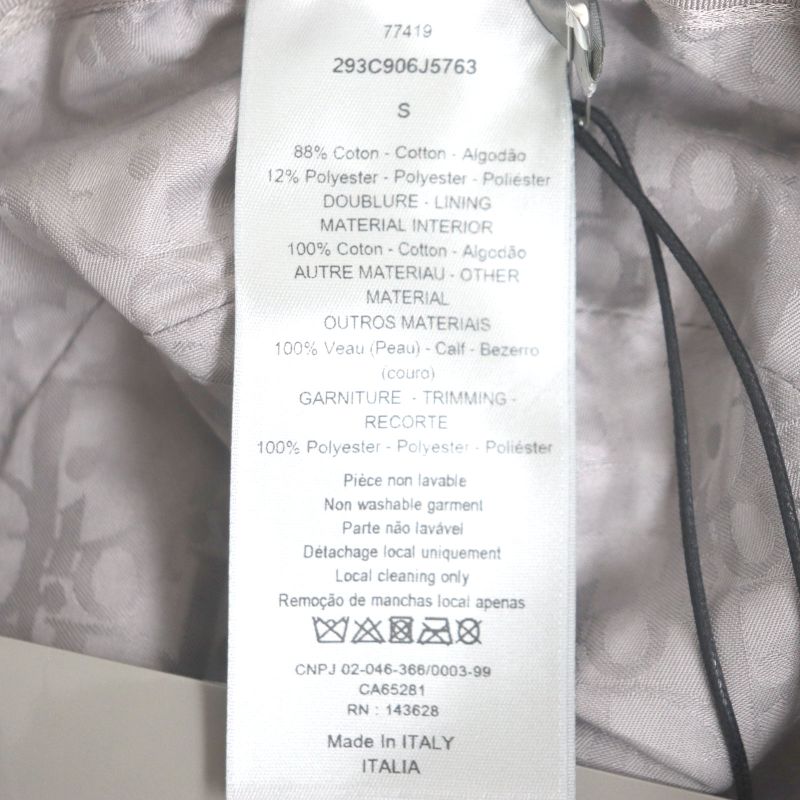 77419
293C906J5763
S
88% Coton - Cotton - Algodão
12% Polyester - Polyester - Poliéster
DOUBLURE - LINING
MATERIAL INTERIOR
100% Coton - Cotton - Algodão
AUTRE MATERIAU - OTHER
MATERIAL
OUTROS MATERIAIS
100% Veau (Peau) - Calf - Bezerro
(couro)
GARNITURE - TRIMMING -
RECORTE
100% Polyester - Polyester - Poliéster
Pièce non lavable
Non washable garment
Parte não lavável
Détachage local uniquement
Local cleaning only
Remoção de manchas local apenas
CNPJ 02-046-366/0003-99
CA65281
RN : 143628
Made In ITALY
ITALIA